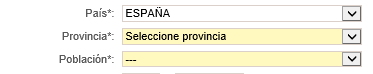 País*: ESPAÑA
Provincia*: Seleccione provincia
Población*: ---